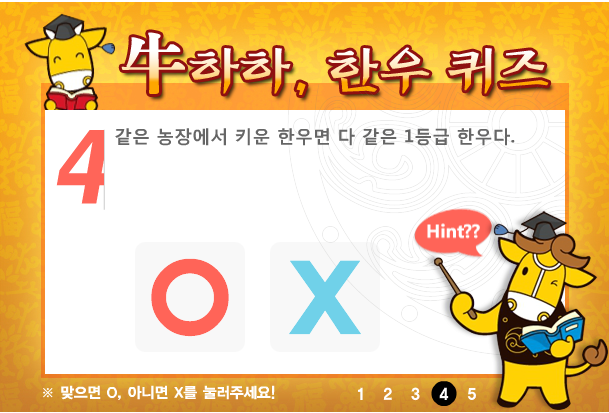 牛하하, 한우 퀴즈
4
같은 농장에서 키운 한우면 다 같은 1등급 한우다.
Hint??
O X
※ 맞으면 O, 아니면 X를 눌러주세요!
1 2 3 4 5